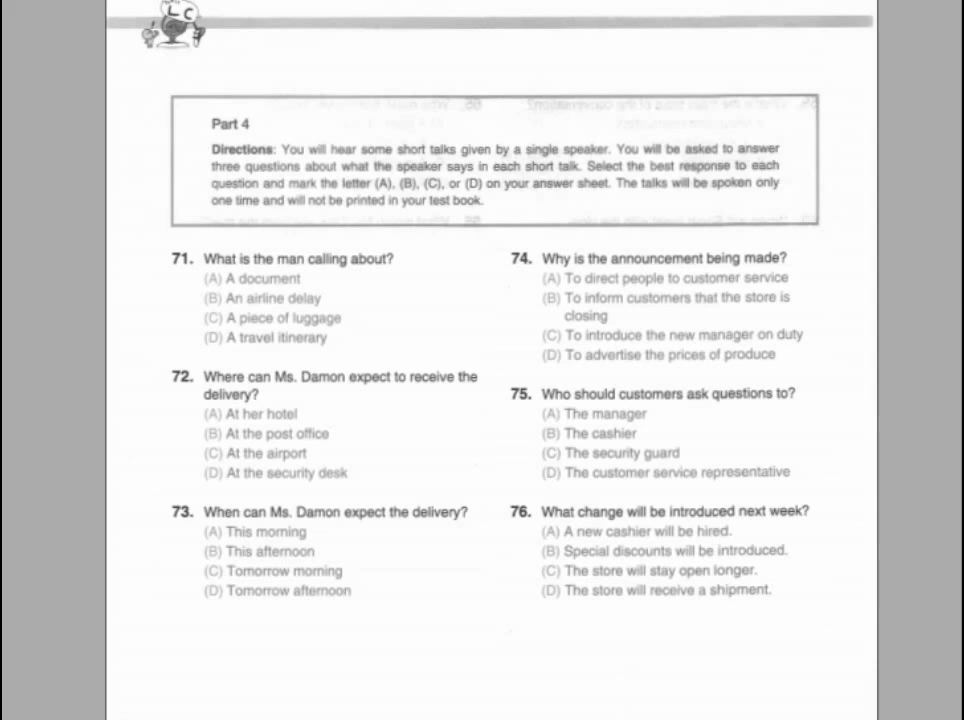 LC
Part 4
Directions: You will hear some short talks given by a single speaker. You will be asked to answer
three questions about what the speaker says in each short talk. Select the best response to each
question and mark the letter (A), (B), (C), or (D) on your answer sheet. The talks will be spoken only
one time and will not be printed in your test book.
71. What is the man calling about?
(A) A document
(B) An airline delay
(C) A piece of luggage
(D) A travel itinerary
72. Where can Ms. Damon expect to receive the
delivery?
(A) At her hotel
(B) At the post office
(C) At the airport
(D) At the security desk
73. When can Ms. Damon expect the delivery?
(A) This morning
(B) This afternoon
(C) Tomorrow morning
(D) Tomorrow afternoon
74. Why is the announcement being made?
(A) To direct people to customer service
(B) To inform customers that the store is
closing
(C) To introduce the new manager on duty
(D) To advertise the prices of produce
75. Who should customers ask questions to?
(A) The manager
(B) The cashier
(C) The security guard
(D) The customer service representative
76. What change will be introduced next week?
(A) A new cashier will be hired.
(B) Special discounts will be introduced.
(C) The store will stay open longer.
(D) The store will receive a shipment.